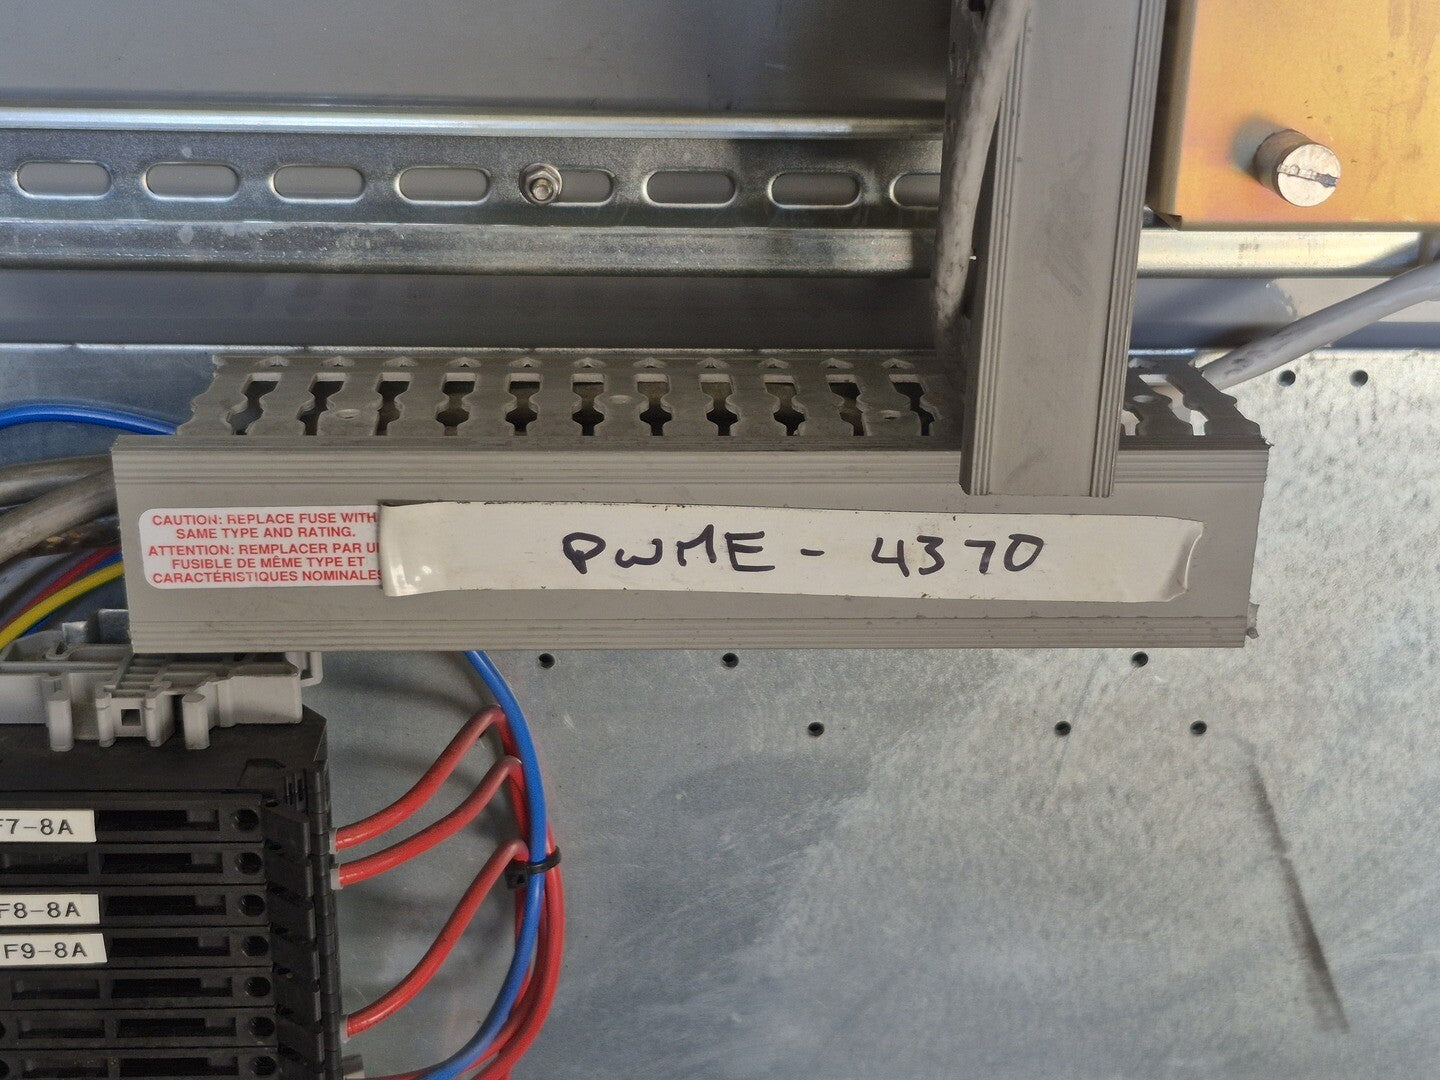 CAUTION: REPLACE FUSE WITH
SAME TYPE AND RATING.
ATTENTION: REMPLACER PAR UN
FUSIBLE DE MÊME TYPE ET
CARACTÉRISTIQUES NOMINALES
PWME - 4370
F7-8A
F8-8A
F9-8A